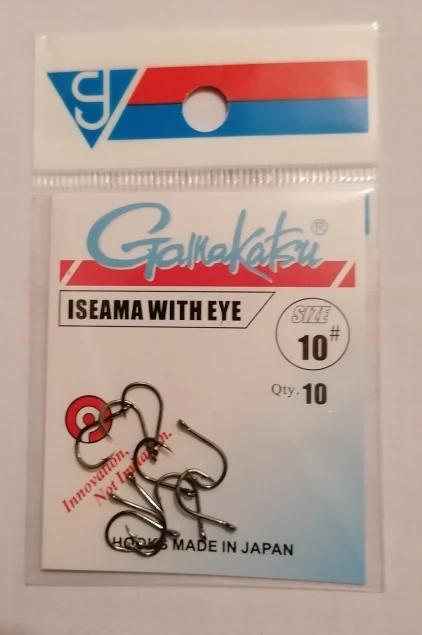 Gamakatsu®
ISEAMA WITH EYE
SIZE
10#
Qty. 10
Innovation,
Not Imitation.
HOOKS MADE IN JAPAN